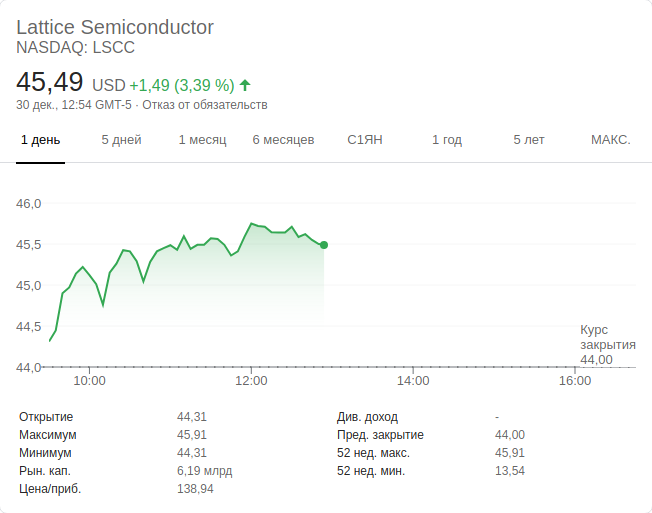 Lattice Semiconductor
NASDAQ: LSCC
45,49 USD +1,49 (3,39 %)
30 дек., 12:54 GMT-5 · Отказ от обязательств
1 день 5 дней 1 месяц 6 месяцев С1ЯН 1 год 5 лет МАКС.
46,0
45,5
45,0
44,5
Курс
закрытия
44,00
44,0
10:00 12:00 14:00 16:00
Открытие 44,31 Див. доход -
Максимум 45,91 Пред. закрытие 44,00
Минимум 44,31 52 нед. макс. 45,91
Рын. кап. 6,19 млрд 52 нед. мин. 13,54
Цена/приб. 138,94